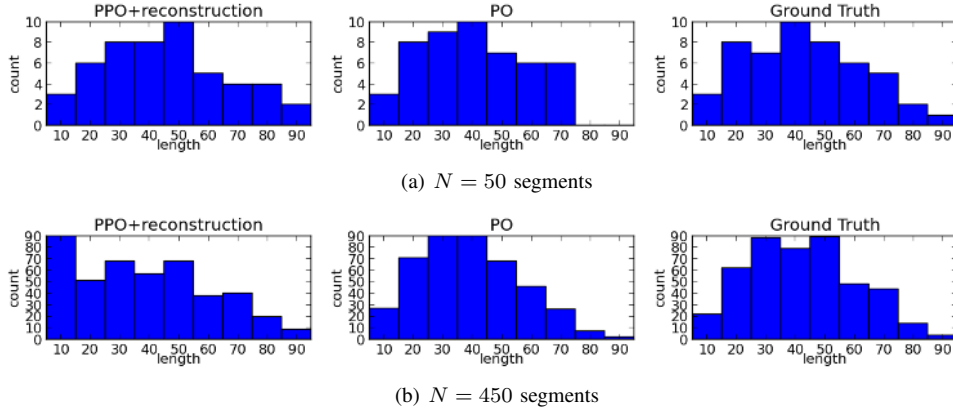 PPO+reconstruction PO Ground Truth
10 10 10
8 8 8
6 6 6
count count count
4 4 4
2 2 2
0 0 0
10 20 30 40 50 60 70 80 90 10 20 30 40 50 60 70 80 90 10 20 30 40 50 60 70 80 90
length length length
(a) N = 50 segments
PPO+reconstruction PO Ground Truth
90 90 90
80 80 80
70 70 70
60 60 60
50 50 50
count count count
40 40 40
30 30 30
20 20 20
10 10 10
0 0 0
10 20 30 40 50 60 70 80 90 10 20 30 40 50 60 70 80 90 10 20 30 40 50 60 70 80 90
length length length
(b) N = 450 segments